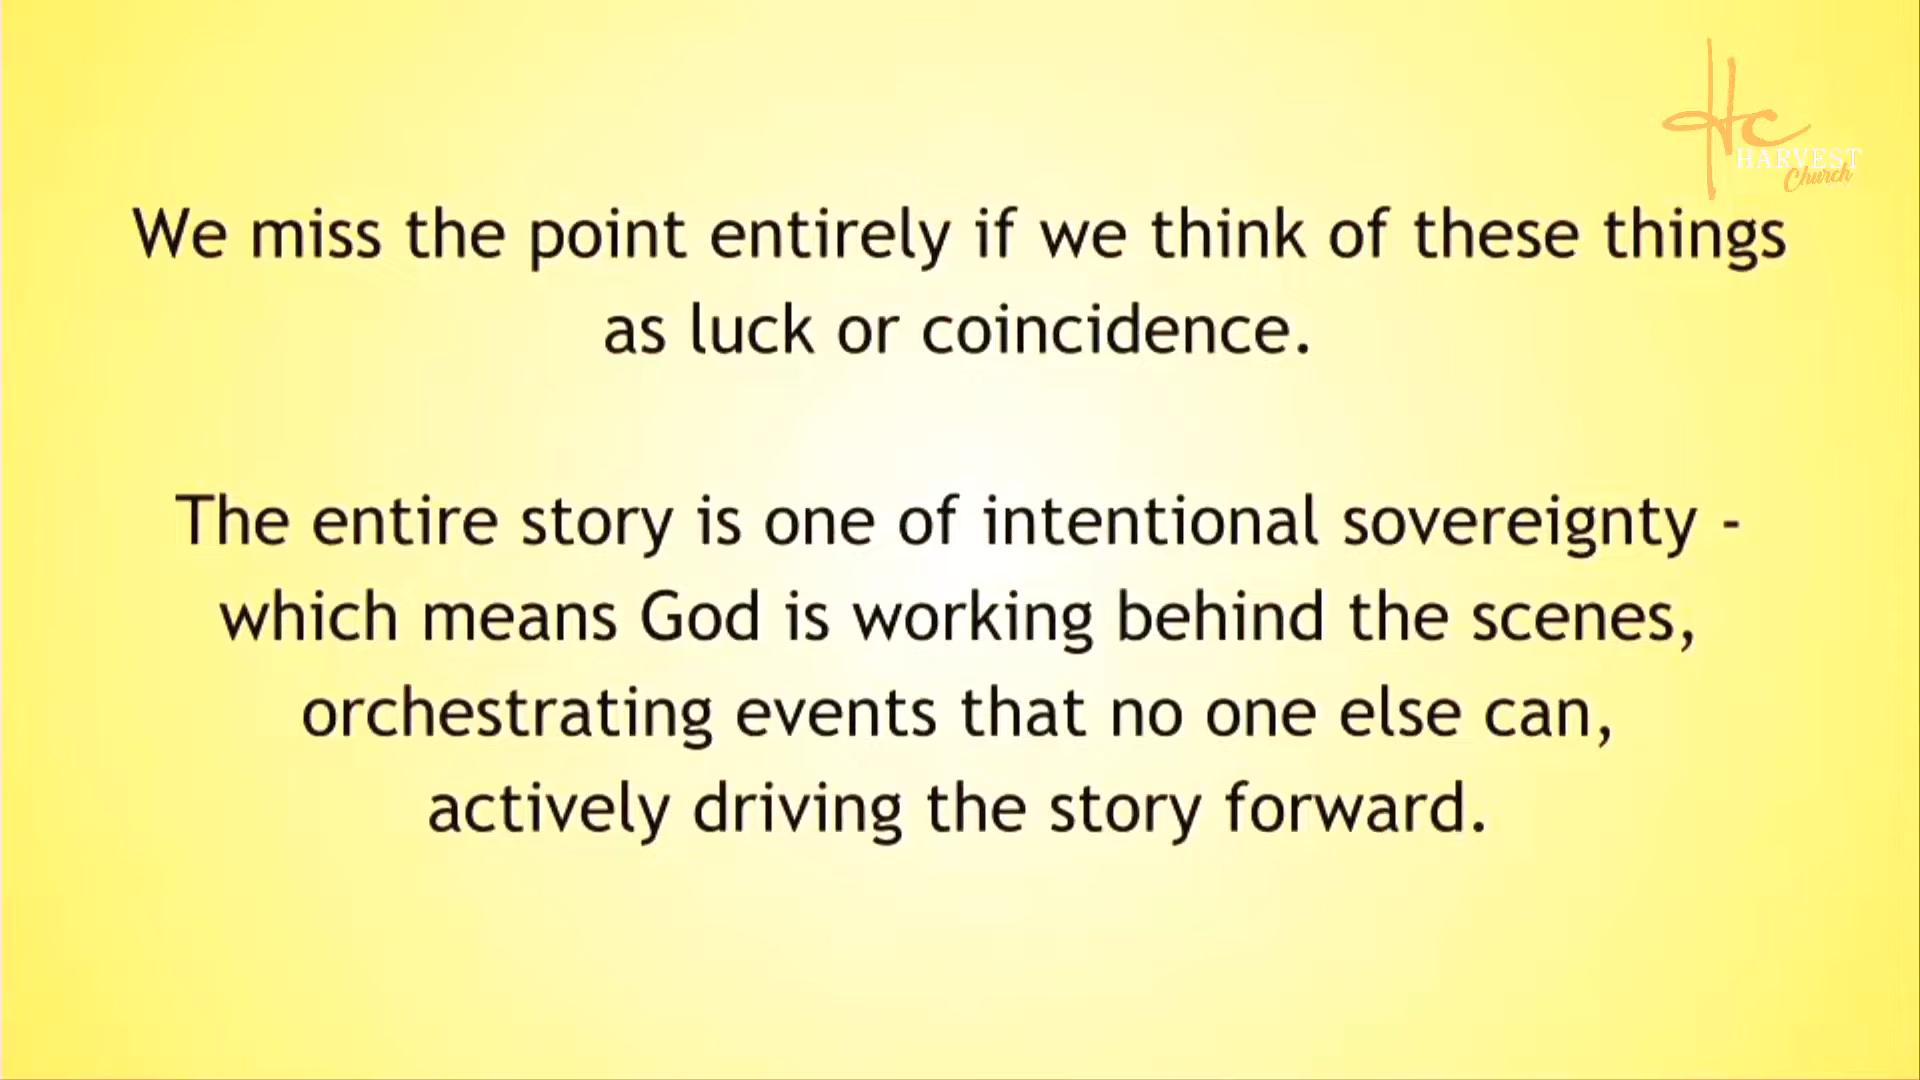 HC
HARVEST
Church
We miss the point entirely if we think of these things
as luck or coincidence.
The entire story is one of intentional sovereignty -
which means God is working behind the scenes,
orchestrating events that no one else can,
actively driving the story forward.